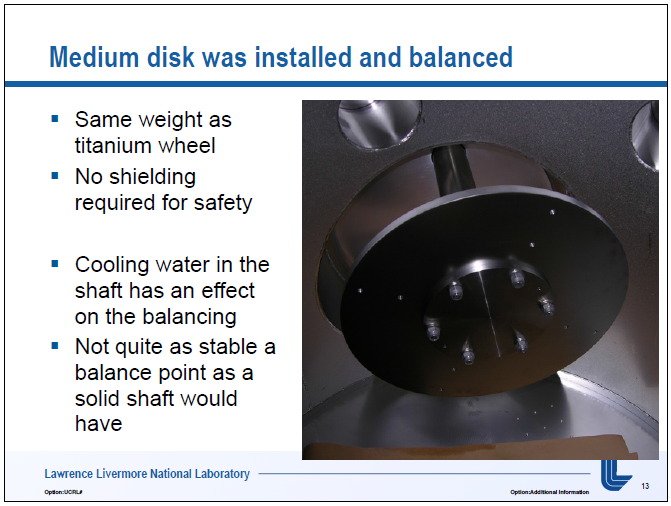 Medium disk was installed and balanced
Same weight as
titanium wheel
No shielding
required for safety
Cooling water in the
shaft has an effect
on the balancing
Not quite as stable a
balance point as a
solid shaft would
have
Lawrence Livermore National Laboratory
13
Option:UCRL#
Option:Additional Information